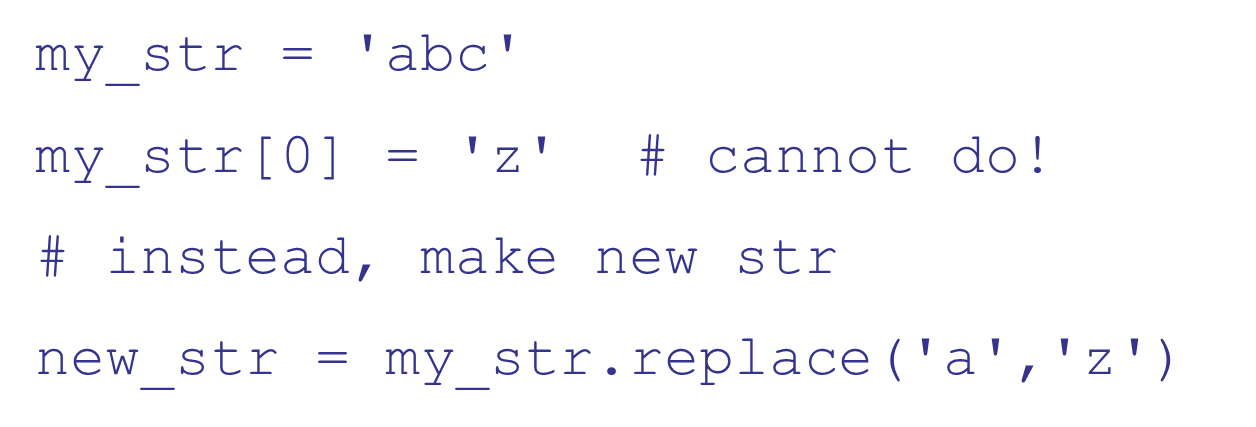 my_str = 'abc'
my_str[0] = 'z'  # cannot do!
# instead, make new str
new_str = my_str.replace('a','z')